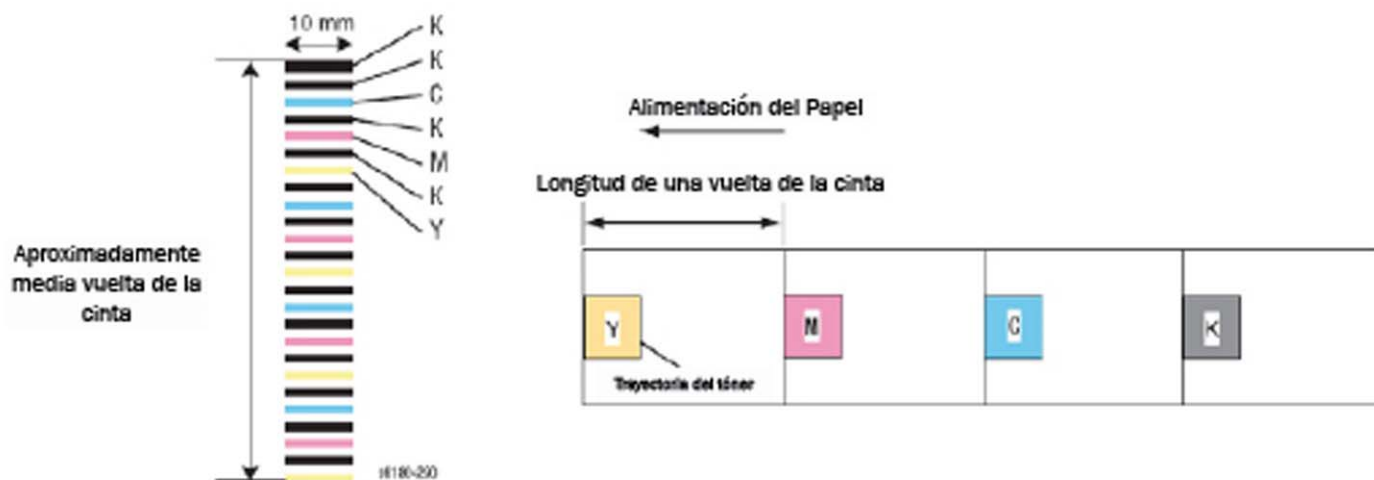 10 mm
K
K
C
K
M
K
Y
Aproximadamente
media vuelta de la
cinta
Alimentación del Papel
Longitud de una vuelta de la cinta
Y
M
C
K
Trayectoria del tóner